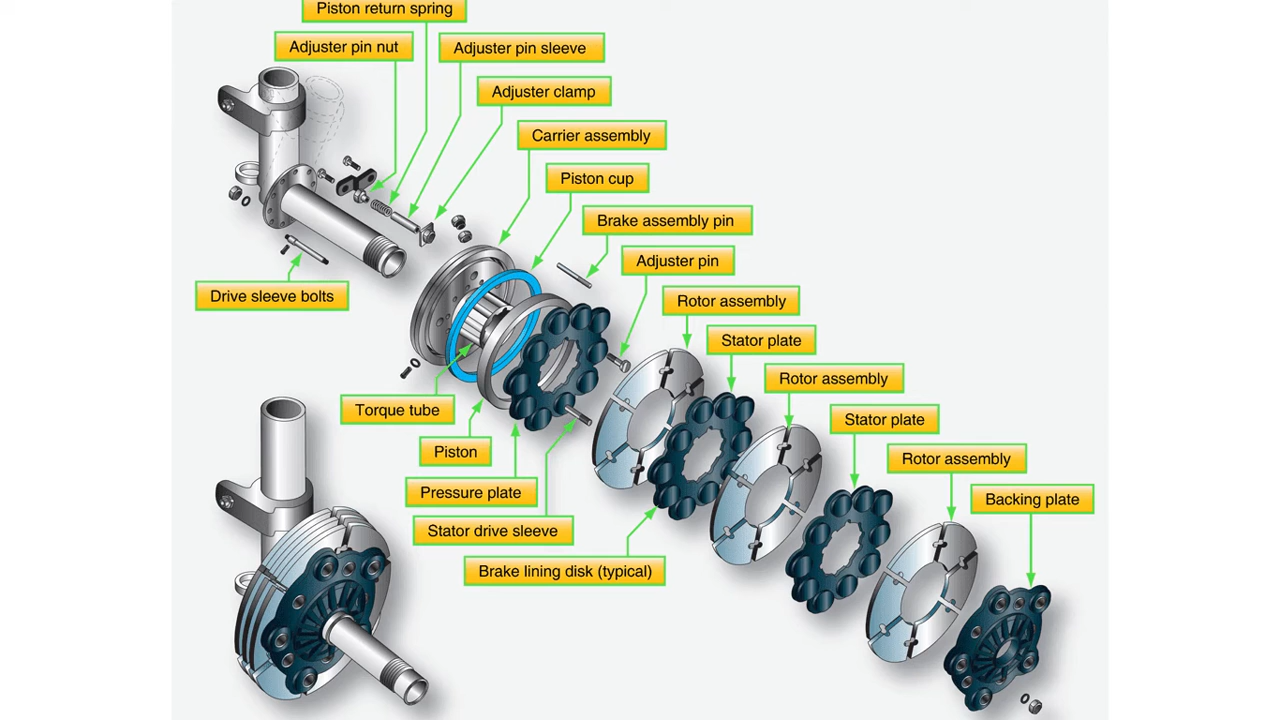 Piston return spring
Adjuster pin nut
Adjuster pin sleeve
Adjuster clamp
Carrier assembly
Piston cup
Brake assembly pin
Adjuster pin
Drive sleeve bolts
Rotor assembly
Stator plate
Rotor assembly
Torque tube
Stator plate
Piston
Rotor assembly
Pressure plate
Backing plate
Stator drive sleeve
Brake lining disk (typical)